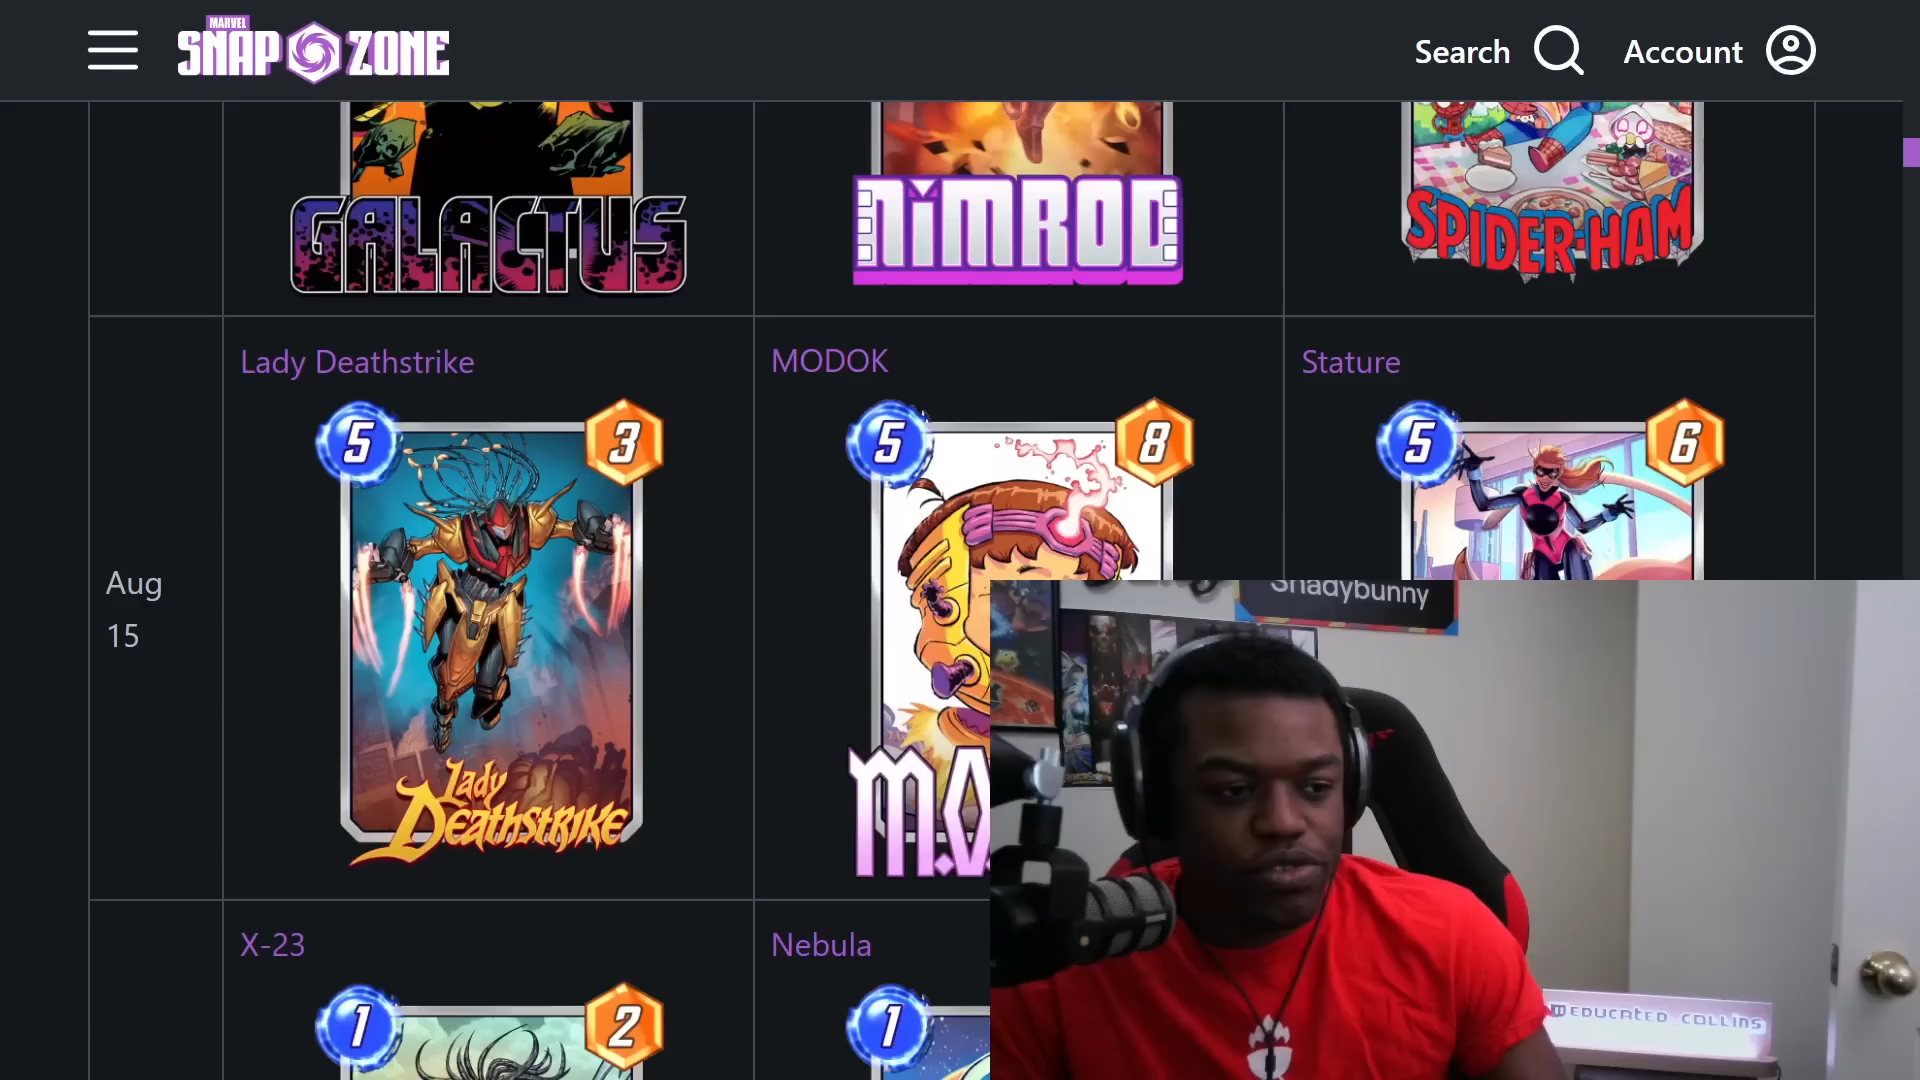 MARVEL
SNAP ZONE
Search
Account
GALACTUS
NIMROD
SPIDER-HAM
Lady Deathstrike
MODOK
Stature
5
3
5
8
5
6
Aug
15
Lady
DEATHSTRIKE
M.O
Shadybunny
X-23
Nebula
1
2
1
EDUCATED COLLINS